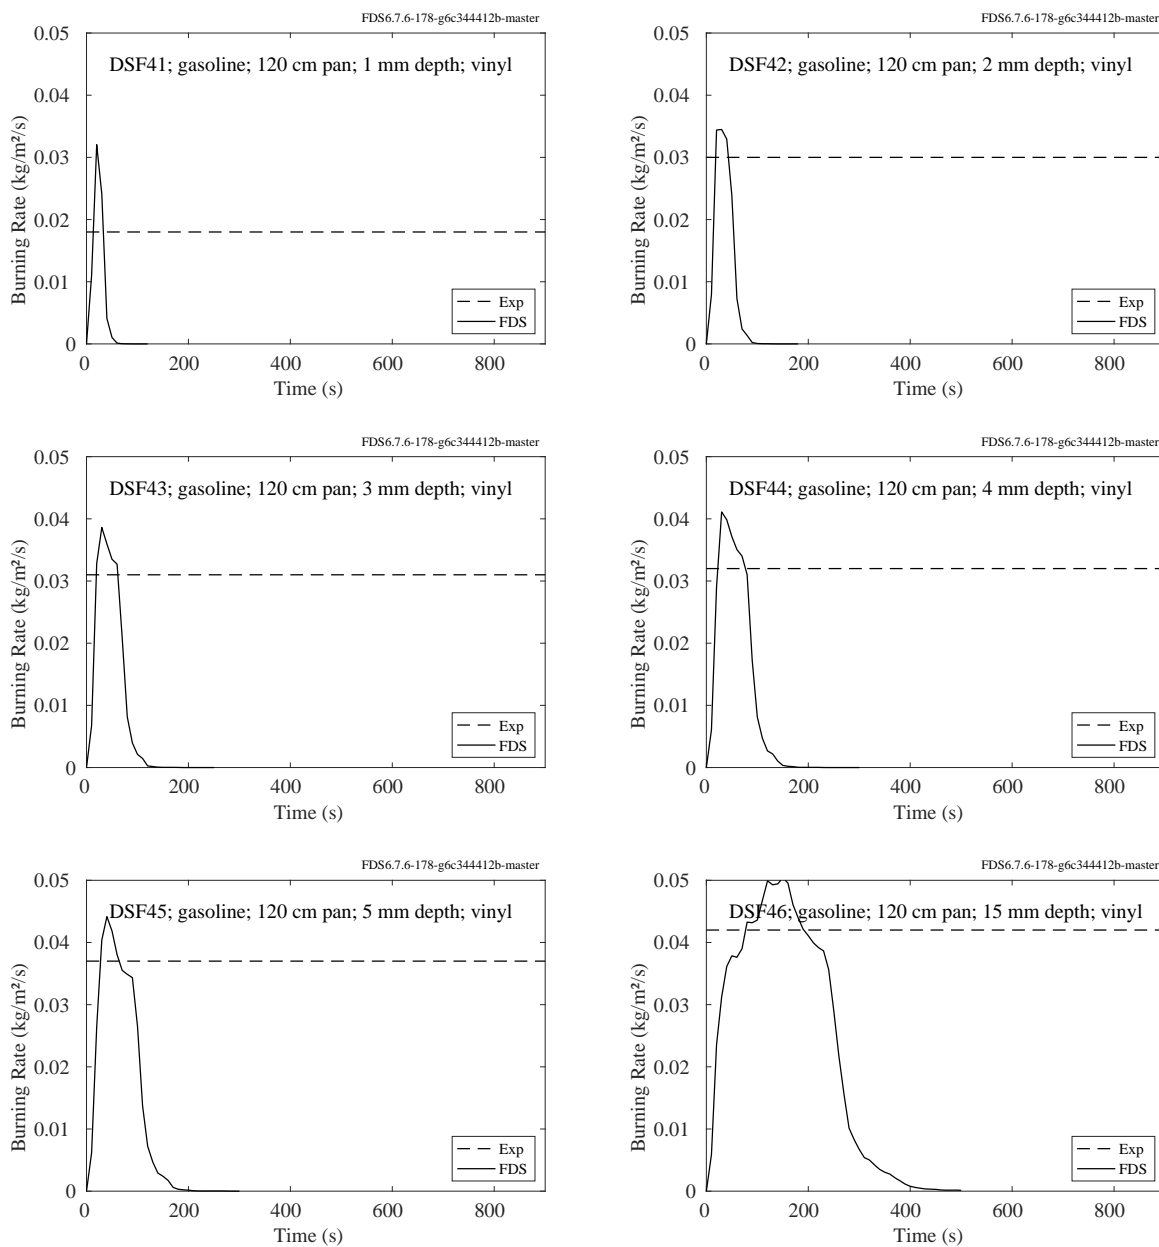 FDS6.7.6-178-g6c344412b-master
DSF41; gasoline; 120 cm pan; 1 mm depth; vinyl
Burning Rate (kg/m²/s)
0.05
0.04
0.03
0.02
0.01
0
0 200 400 600 800
Time (s)
Exp
FDS
FDS6.7.6-178-g6c344412b-master
DSF42; gasoline; 120 cm pan; 2 mm depth; vinyl
Burning Rate (kg/m²/s)
0.05
0.04
0.03
0.02
0.01
0
0 200 400 600 800
Time (s)
Exp
FDS
FDS6.7.6-178-g6c344412b-master
DSF43; gasoline; 120 cm pan; 3 mm depth; vinyl
Burning Rate (kg/m²/s)
0.05
0.04
0.03
0.02
0.01
0
0 200 400 600 800
Time (s)
Exp
FDS
FDS6.7.6-178-g6c344412b-master
DSF44; gasoline; 120 cm pan; 4 mm depth; vinyl
Burning Rate (kg/m²/s)
0.05
0.04
0.03
0.02
0.01
0
0 200 400 600 800
Time (s)
Exp
FDS
FDS6.7.6-178-g6c344412b-master
DSF45; gasoline; 120 cm pan; 5 mm depth; vinyl
Burning Rate (kg/m²/s)
0.05
0.04
0.03
0.02
0.01
0
0 200 400 600 800
Time (s)
Exp
FDS
FDS6.7.6-178-g6c344412b-master
DSF46; gasoline; 120 cm pan; 15 mm depth; vinyl
Burning Rate (kg/m²/s)
0.05
0.04
0.03
0.02
0.01
0
0 200 400 600 800
Time (s)
Exp
FDS